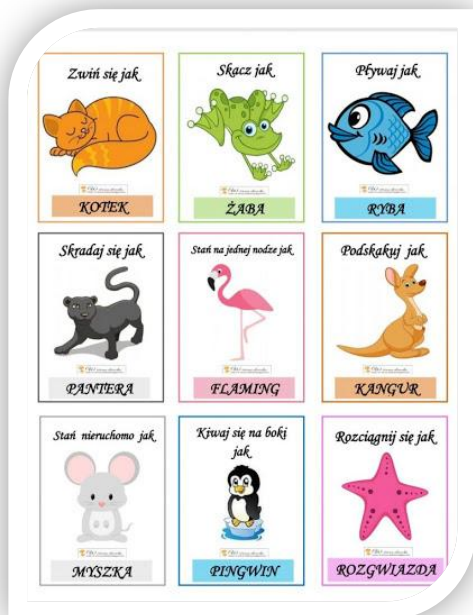 Zwiń się jak
KOTEK
Skacz jak
ŻABA
Pływaj jak
RYBA
Skradaj się jak
PANTERA
Stań na jednej nodze jak
FLAMING
Podskakuj jak
KANGUR
Stań nieruchomo jak
MYSZKA
Kiwaj się na boki
jak
PINGWIN
Rozciągnij się jak
ROZGWIAZDA